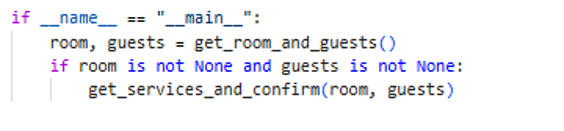 if __name__ == "__main__":
    room, guests = get_room_and_guests()
    if room is not None and guests is not None:
        get_services_and_confirm(room, guests)